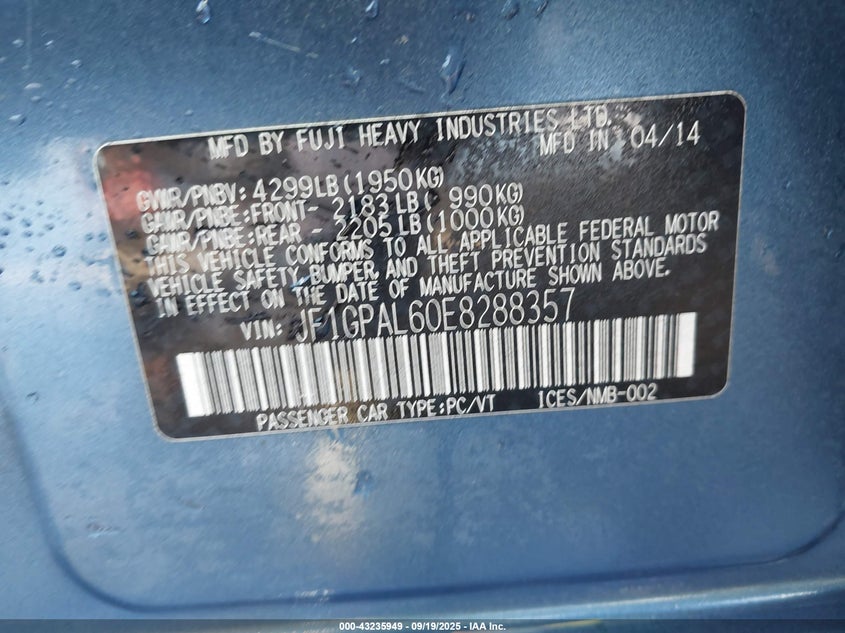 MFD BY FUJI HEAVY INDUSTRIES LTD.
MFD IN 04/14
GVWR/PNBV: 4299LB(1950KG)
GAWR/PNBE:FRONT- 2183LB( 990KG)
GAWR/PNBE:REAR - 2205LB(1000KG)
THIS VEHICLE CONFORMS TO ALL APPLICABLE FEDERAL MOTOR
VEHICLE SAFETY, BUMPER, AND THEFT PREVENTION STANDARDS
IN EFFECT ON THE DATE OF MANUFACTURE SHOWN ABOVE.
VIN: JF1GPAL60E8288357
PASSENGER CAR TYPE:PC/VT ICES/NMB-002
000-43235949 - 09/19/2025 - IAA Inc.